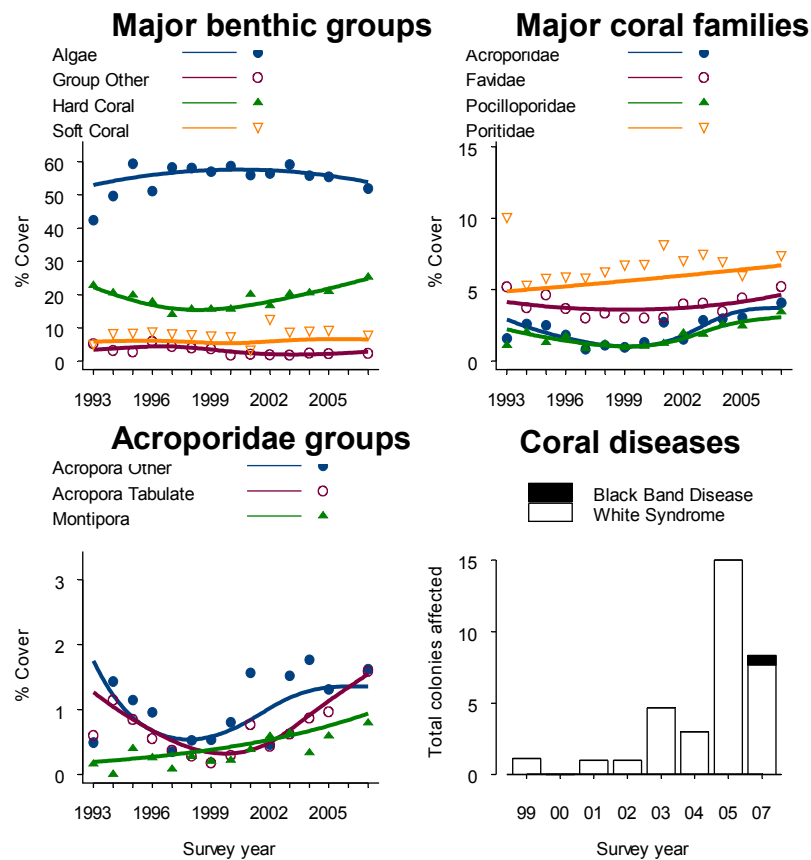 Major benthic groups
Algae
Group Other
Hard Coral
Soft Coral
60
50
40
30
20
10
0
% Cover
1993 1996 1999 2002 2005
Major coral families
Acroporidae
Favidae
Pocilloporidae
Poritidae
15
10
5
0
% Cover
1993 1996 1999 2002 2005
Acroporidae groups
Acropora Other
Acropora Tabulate
Montipora
3
2
1
0
% Cover
1993 1996 1999 2002 2005
Survey year
Coral diseases
Black Band Disease
White Syndrome
15
10
5
0
Total colonies affected
99 00 01 02 03 04 05 07
Survey year